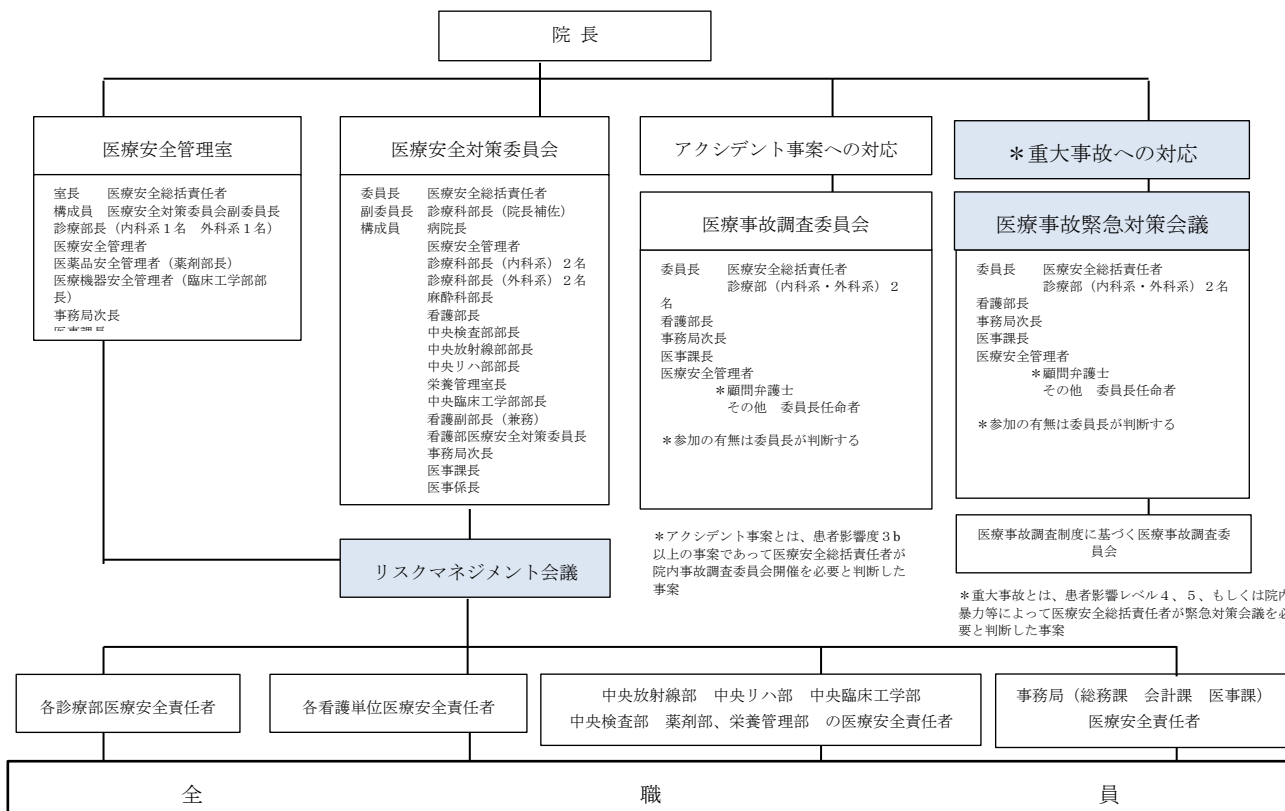 院 長
医療安全管理室
室長　医療安全総括責任者
構成員　医療安全対策委員会副委員長
診療部長（内科系１名　外科系１名）
医療安全管理者
医薬品安全管理者（薬剤部長）
医療機器安全管理者（臨床工学部部
長）
事務局次長
医事課長
医療安全対策委員会
委員長　医療安全総括責任者
副委員長　診療科部長（院長補佐）
構成員　病院長
医療安全管理者
診療科部長（内科系）２名
診療科部長（外科系）２名
麻酔科部長
看護部長
中央検査部部長
中央放射線部部長
中央リハ部部長
栄養管理室長
中央臨床工学部部長
看護副部長（兼務）
看護部医療安全対策委員長
事務局次長
医事課長
医事係長
アクシデント事案への対応
医療事故調査委員会
委員長　医療安全総括責任者
診療部（内科系・外科系）２
名
看護部長
事務局次長
医事課長
医療安全管理者
＊顧問弁護士
その他　委員長任命者
＊参加の有無は委員長が判断する
＊アクシデント事案とは、患者影響度３b
以上の事案であって医療安全総括責任者が
院内事故調査委員会開催を必要と判断した
事案
＊重大事故への対応
医療事故緊急対策会議
委員長　医療安全総括責任者
診療部（内科系・外科系）２名
看護部長
事務局次長
医事課長
医療安全管理者
＊顧問弁護士
その他　委員長任命者
＊参加の有無は委員長が判断する
医療事故調査制度に基づく医療事故調査委
員会
＊重大事故とは、患者影響レベル４、５、もしくは院内
暴力等によって医療安全総括責任者が緊急対策会議を必
要と判断した事案
リスクマネジメント会議
各診療部医療安全責任者
各看護単位医療安全責任者
中央放射線部　中央リハ部　中央臨床工学部
中央検査部　薬剤部、栄養管理部　の医療安全責任者
事務局（総務課　会計課　医事課）
医療安全責任者
全　職　員